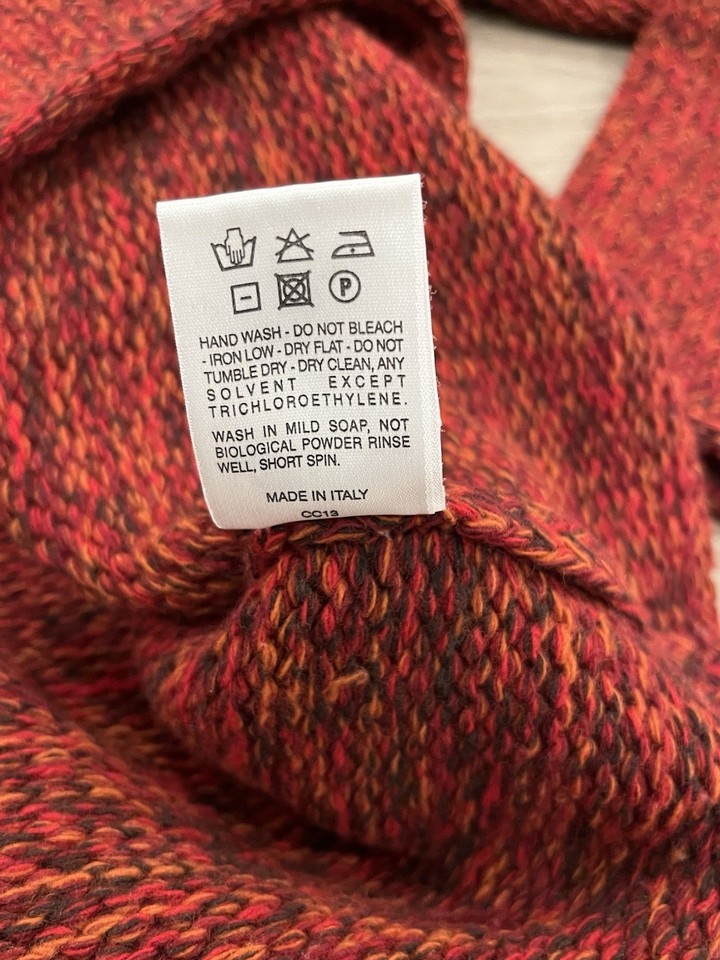 P
HAND WASH - DO NOT BLEACH
- IRON LOW - DRY FLAT - DO NOT
TUMBLE DRY - DRY CLEAN, ANY
SOLVENT EXCEPT
TRICHLOROETHYLENE.
WASH IN MILD SOAP, NOT
BIOLOGICAL POWDER RINSE
WELL, SHORT SPIN.
MADE IN ITALY
CC13